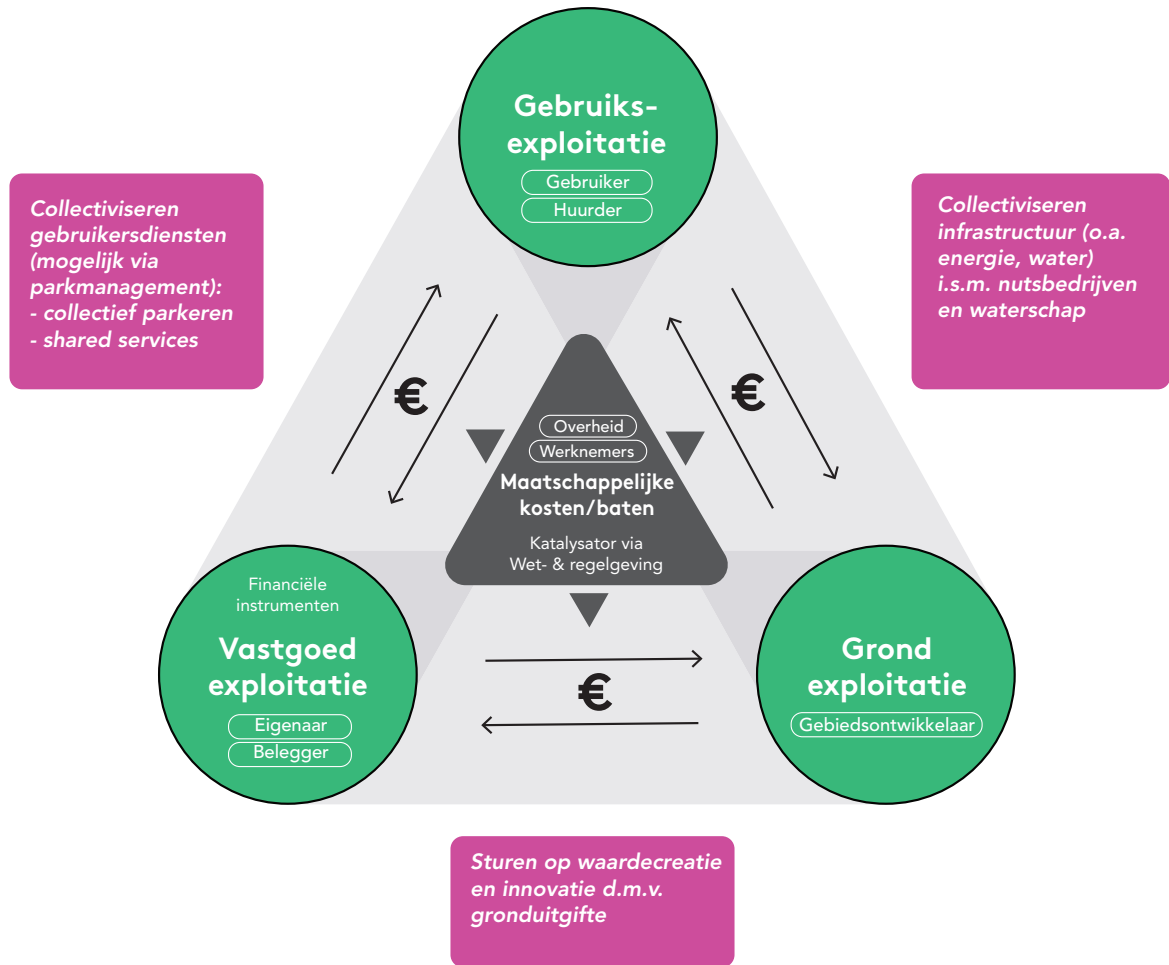 Gebruiks-
exploitatie
Gebruiker
Huurder
Collectiviseren
gebruikersdiensten
(mogelijk via
parkmanagement):
- collectief parkeren
- shared services
Collectiviseren
infrastructuur (o.a.
energie, water)
i.s.m. nutsbedrijven
en waterschap
€
€
Overheid
Werknemers
Maatschappelijke
kosten/baten
Katalysator via
Wet- & regelgeving
Financiële
instrumenten
Vastgoed
exploitatie
Eigenaar
Belegger
€
Grond
exploitatie
Gebiedsontwikkelaar
Sturen op waardecreatie
en innovatie d.m.v.
gronduitgifte